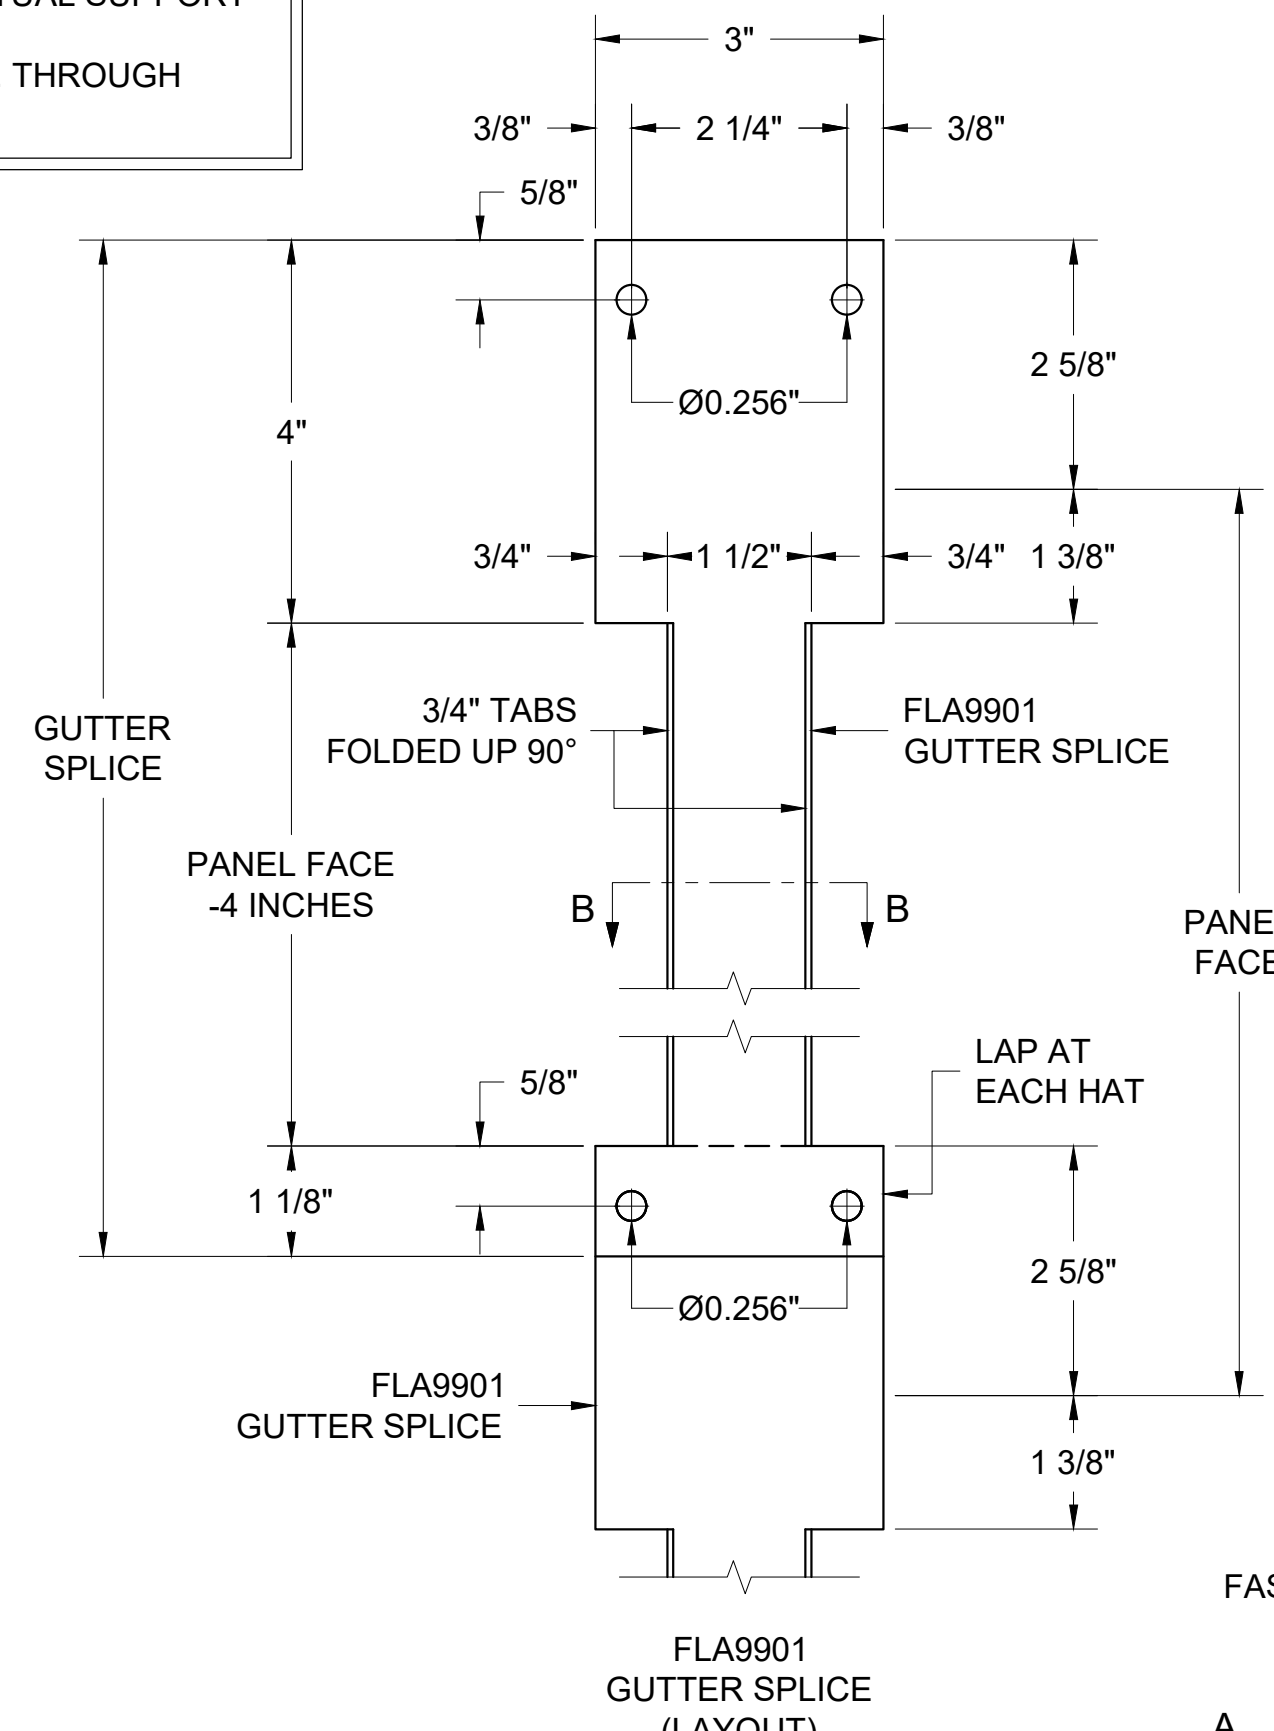 THROUGH
3"
3/8"
2 1/4"
3/8"
5/8"
Ø0.256"
2 5/8"
4"
3/4"
1 1/2"
3/4"
1 3/8"
GUTTER
SPLICE
3/4" TABS
FOLDED UP 90°
FLA9901
GUTTER SPLICE
PANEL FACE
-4 INCHES
B
B
FACE
LAP AT
EACH HAT
5/8"
1 1/8"
2 5/8"
Ø0.256"
FLA9901
GUTTER SPLICE
1 3/8"
FLA9901
GUTTER SPLICE
(LAYOUT)
A